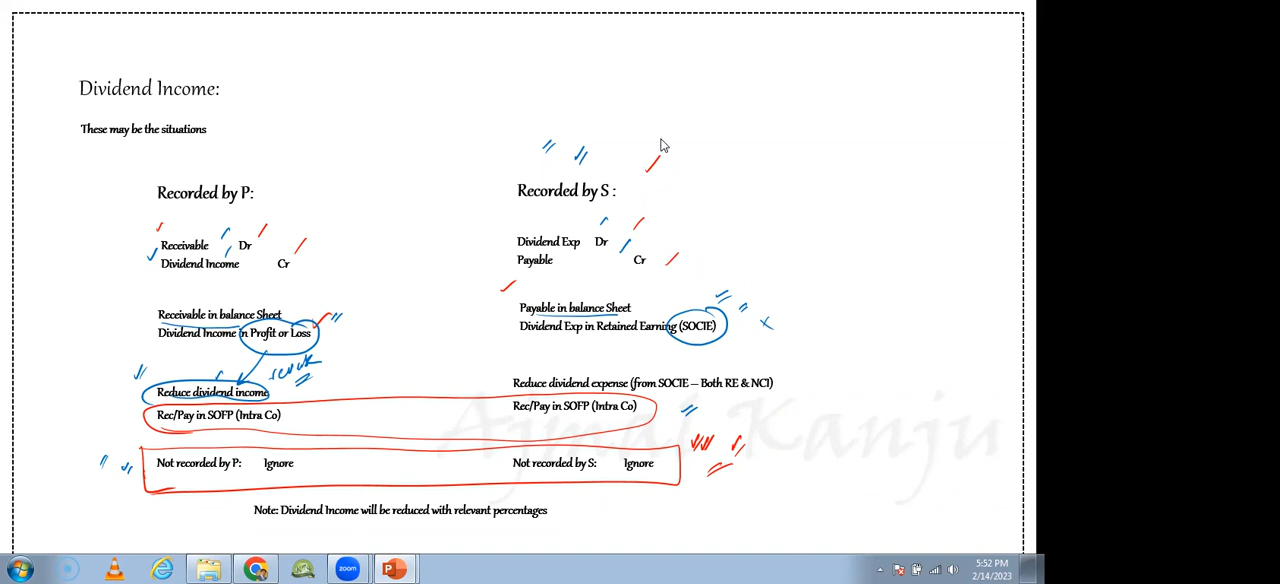 Dividend Income:
These may be the situations
Recorded by P:
Receivable Dr
Dividend Income Cr
Receivable in balance Sheet
Dividend Income in Profit or Loss
Reduce dividend income
Rec/Pay in SOFP (Intra Co)
Not recorded by P: Ignore
Recorded by S :
Dividend Exp Dr
Payable Cr
Payable in balance Sheet
Dividend Exp in Retained Earning (SOCIE)
Reduce dividend expense (from SOCIE – Both RE & NCI)
Rec/Pay in SOFP (Intra Co)
Not recorded by S: Ignore
Note: Dividend Income will be reduced with relevant percentages
Ajmal Kanju
zoom
5:52 PM
2/14/2023